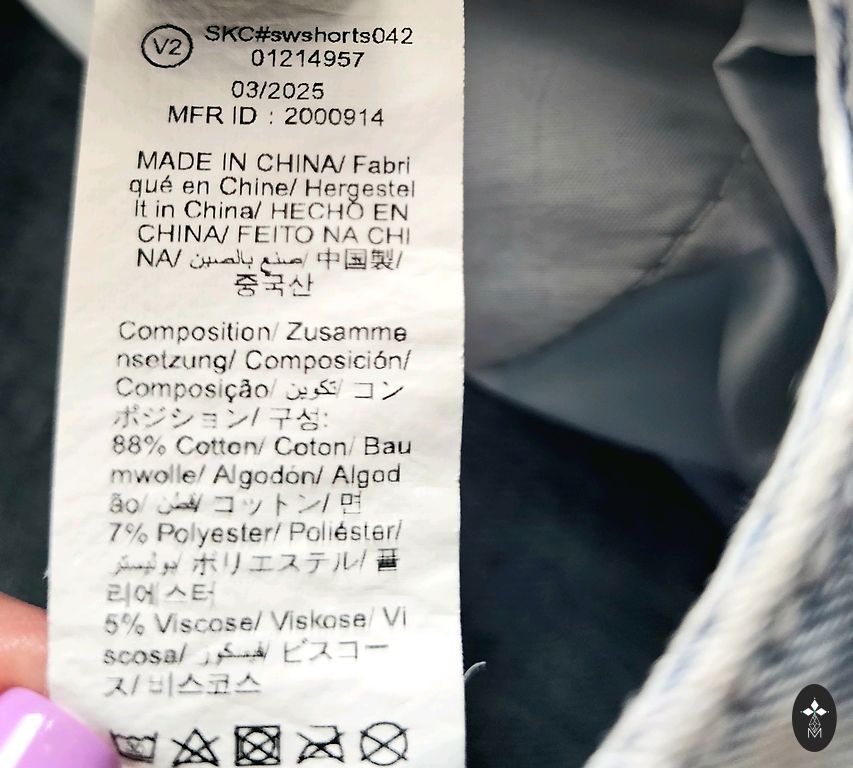 V2 SKC#swshorts042
01214957
03/2025
MFR ID : 2000914
MADE IN CHINA/ Fabri
qué en Chine/ Hergestel
lt in China/ HECHO EN
CHINA/ FEITO NA CHI
NA/ صنع بالصين/ 中国製/
중국산
Composition/ Zusamme
nsetzung/ Composición/
Composição/ تكوين/ コン
ポジション/ 구성:
88% Cotton/ Coton/ Bau
mwolle/ Algodón/ Algod
ão/ قطن/ コットン/ 면
7% Polyester/ Poliéster/
بوليستر/ ポリエステル/ 폴
리에스터
5% Viscose/ Viskose/ Vi
scosa/ فيسكوز/ ビスコー
ス/ 비스코스
M